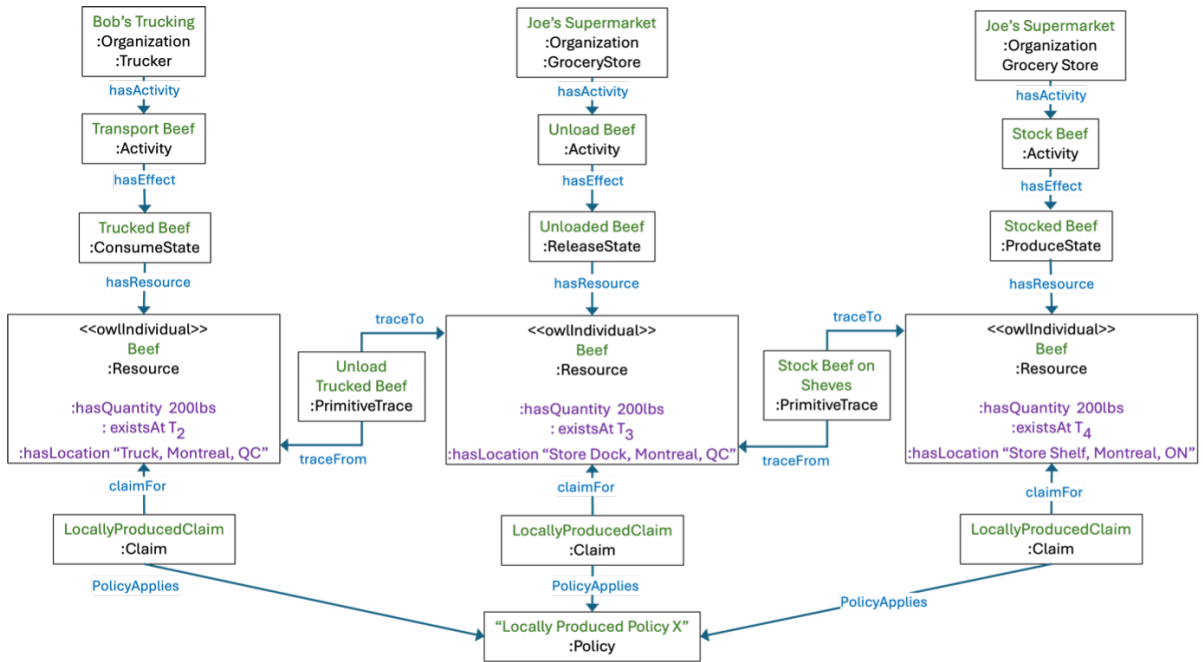 Bob's Trucking
:Organization
:Trucker
hasActivity
Transport Beef
:Activity
hasEffect
Trucked Beef
:ConsumeState
hasResource
<<owlIndividual>>
Beef
:Resource
:hasQuantity 200lbs
: existsAt T2
:hasLocation “Truck, Montreal, QC”
claimFor
LocallyProducedClaim
:Claim
PolicyApplies
traceTo
Unload
Trucked Beef
:PrimitiveTrace
traceFrom
Joe's Supermarket
:Organization
:GroceryStore
hasActivity
Unload Beef
:Activity
hasEffect
Unloaded Beef
:ReleaseState
hasResource
<<owlIndividual>>
Beef
:Resource
:hasQuantity 200lbs
: existsAt T3
:hasLocation “Store Dock, Montreal, QC”
claimFor
LocallyProducedClaim
:Claim
PolicyApplies
“Locally Produced Policy X”
:Policy
traceTo
Stock Beef on
Sheves
:PrimitiveTrace
traceFrom
Joe's Supermarket
:Organization
Grocery Store
hasActivity
Stock Beef
:Activity
hasEffect
Stocked Beef
:ProduceState
hasResource
<<owlIndividual>>
Beef
:Resource
:hasQuantity 200lbs
:existsAt T4
:hasLocation “Store Shelf, Montreal, ON”
claimFor
LocallyProducedClaim
:Claim
PolicyApplies